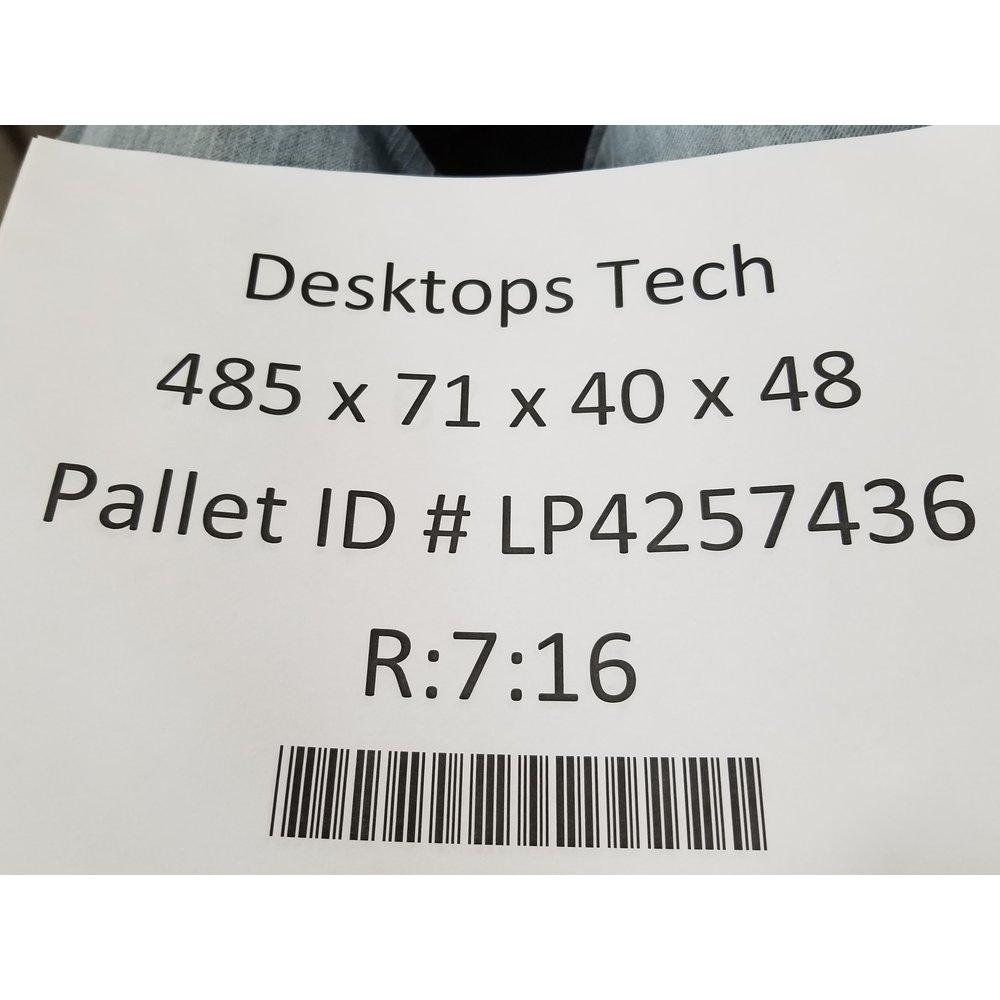 Desktops Tech
485 x 71 x 40 x 48
Pallet ID # LP4257436
R:7:16